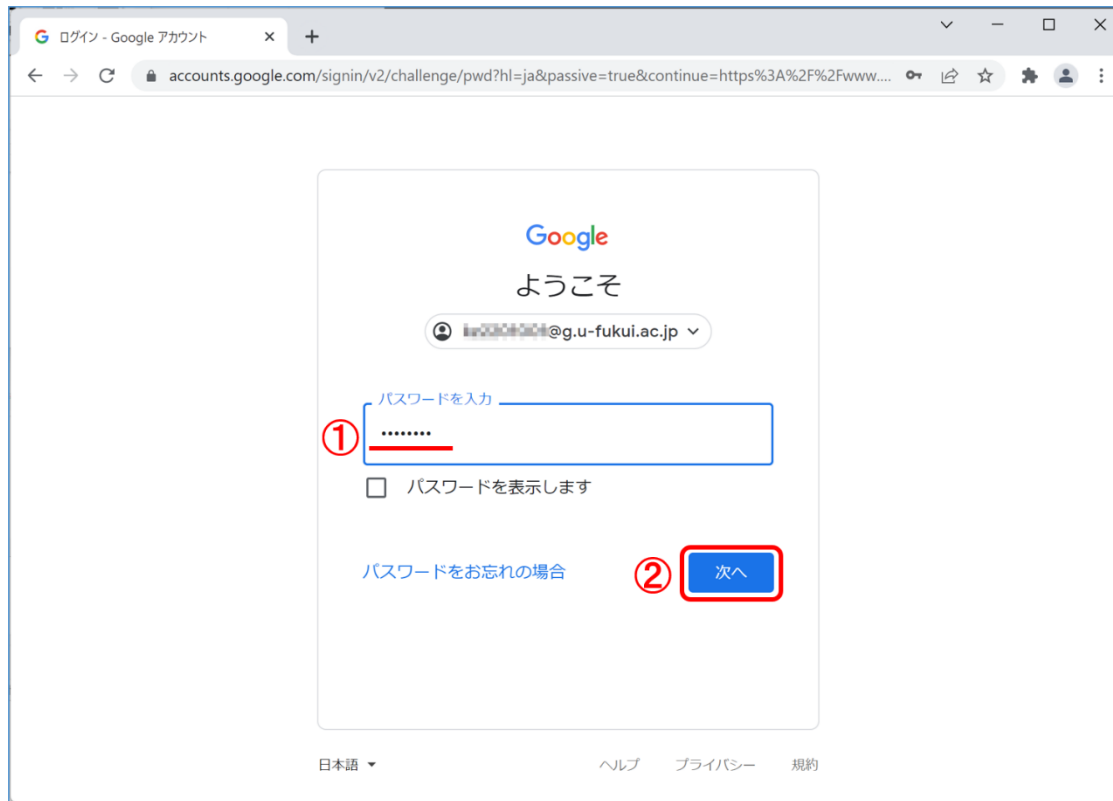 ログイン - Google アカウント
accounts.google.com/signin/v2/challenge/pwd?hl=ja&passive=true&continue=https%3A%2F%2Fwww....
Google
ようこそ
@g.u-fukui.ac.jp
パスワードを入力
① ••••••••
パスワードを表示します
パスワードをお忘れの場合 ② 次へ
日本語 ヘルプ プライバシー 規約